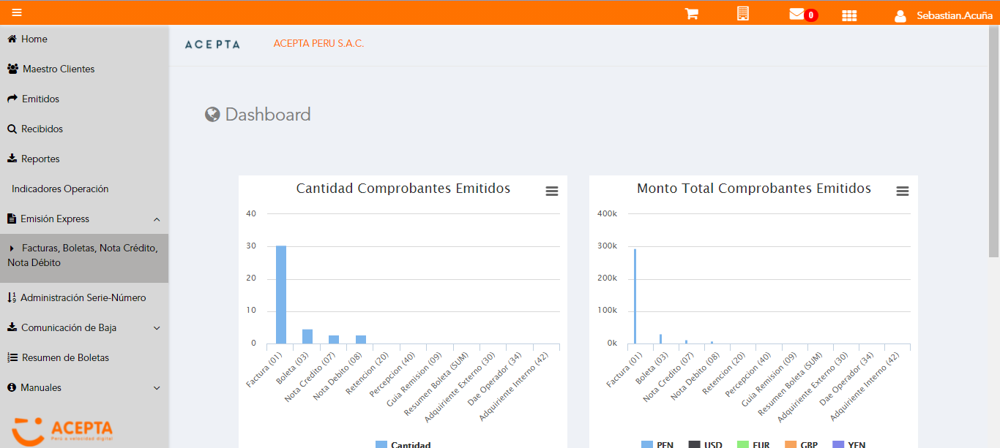 0
Sebastian.Acuña
Home
Maestro Clientes
Emitidos
Recibidos
Reportes
Indicadores Operación
Emisión Express
Facturas, Boletas, Nota Crédito,
Nota Débito
Administración Serie-Número
Comunicación de Baja
Resumen de Boletas
Manuales
ACEPTA
Perú a velocidad digital
ACEPTA
ACEPTA PERU S.A.C.
Dashboard
Cantidad Comprobantes Emitidos
40
30
20
10
0
Factura (01)
Boleta (03)
Nota Credito (07)
Nota Debito (08)
Retencion (20)
Percepcion (40)
Guia Remision (09)
Resumen Boleta (SUM)
Adquiriente Externo (30)
Dae Operador (34)
Adquiriente Interno (42)
Cantidad
Monto Total Comprobantes Emitidos
400k
300k
200k
100k
0k
Factura (01)
Boleta (03)
Nota Credito (07)
Nota Debito (08)
Retencion (20)
Percepcion (40)
Guia Remision (09)
Resumen Boleta (SUM)
Adquiriente Externo (30)
Dae Operador (34)
Adquiriente Interno (42)
PEN USD EUR GBP YEN